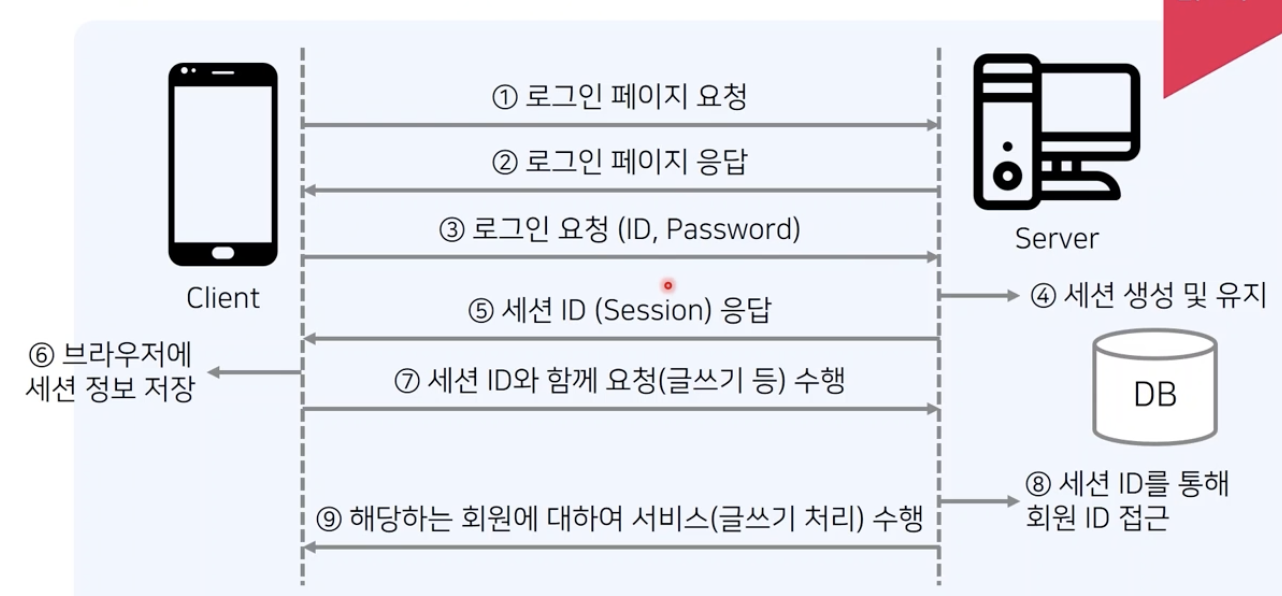 ① 로그인 페이지 요청
② 로그인 페이지 응답
③ 로그인 요청 (ID, Password)
Server
Client
④ 세션 생성 및 유지
⑤ 세션 ID (Session) 응답
⑥ 브라우저에
세션 정보 저장
⑦ 세션 ID와 함께 요청(글쓰기 등) 수행
DB
⑧ 세션 ID를 통해
회원 ID 접근
⑨ 해당하는 회원에 대하여 서비스(글쓰기 처리) 수행